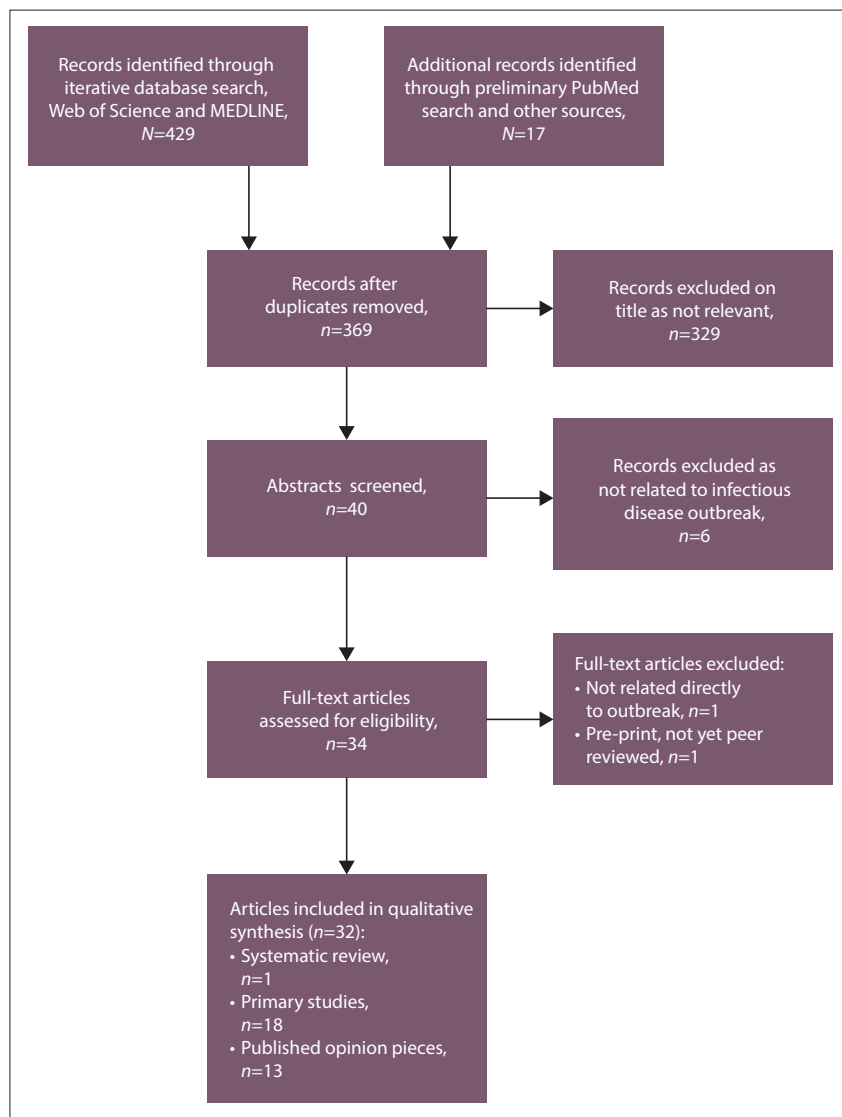 Records identified through
iterative database search,
Web of Science and MEDLINE,
N=429
Additional records identified
through preliminary PubMed
search and other sources,
N=17
Records after
duplicates removed,
n=369
Records excluded on
title as not relevant,
n=329
Abstracts screened,
n=40
Records excluded as
not related to infectious
disease outbreak,
n=6
Full-text articles
assessed for eligibility,
n=34
Full-text articles excluded:
• Not related directly
to outbreak, n=1
• Pre-print, not yet peer
reviewed, n=1
Articles included in qualitative
synthesis (n=32):
• Systematic review,
n=1
• Primary studies,
n=18
• Published opinion pieces,
n=13